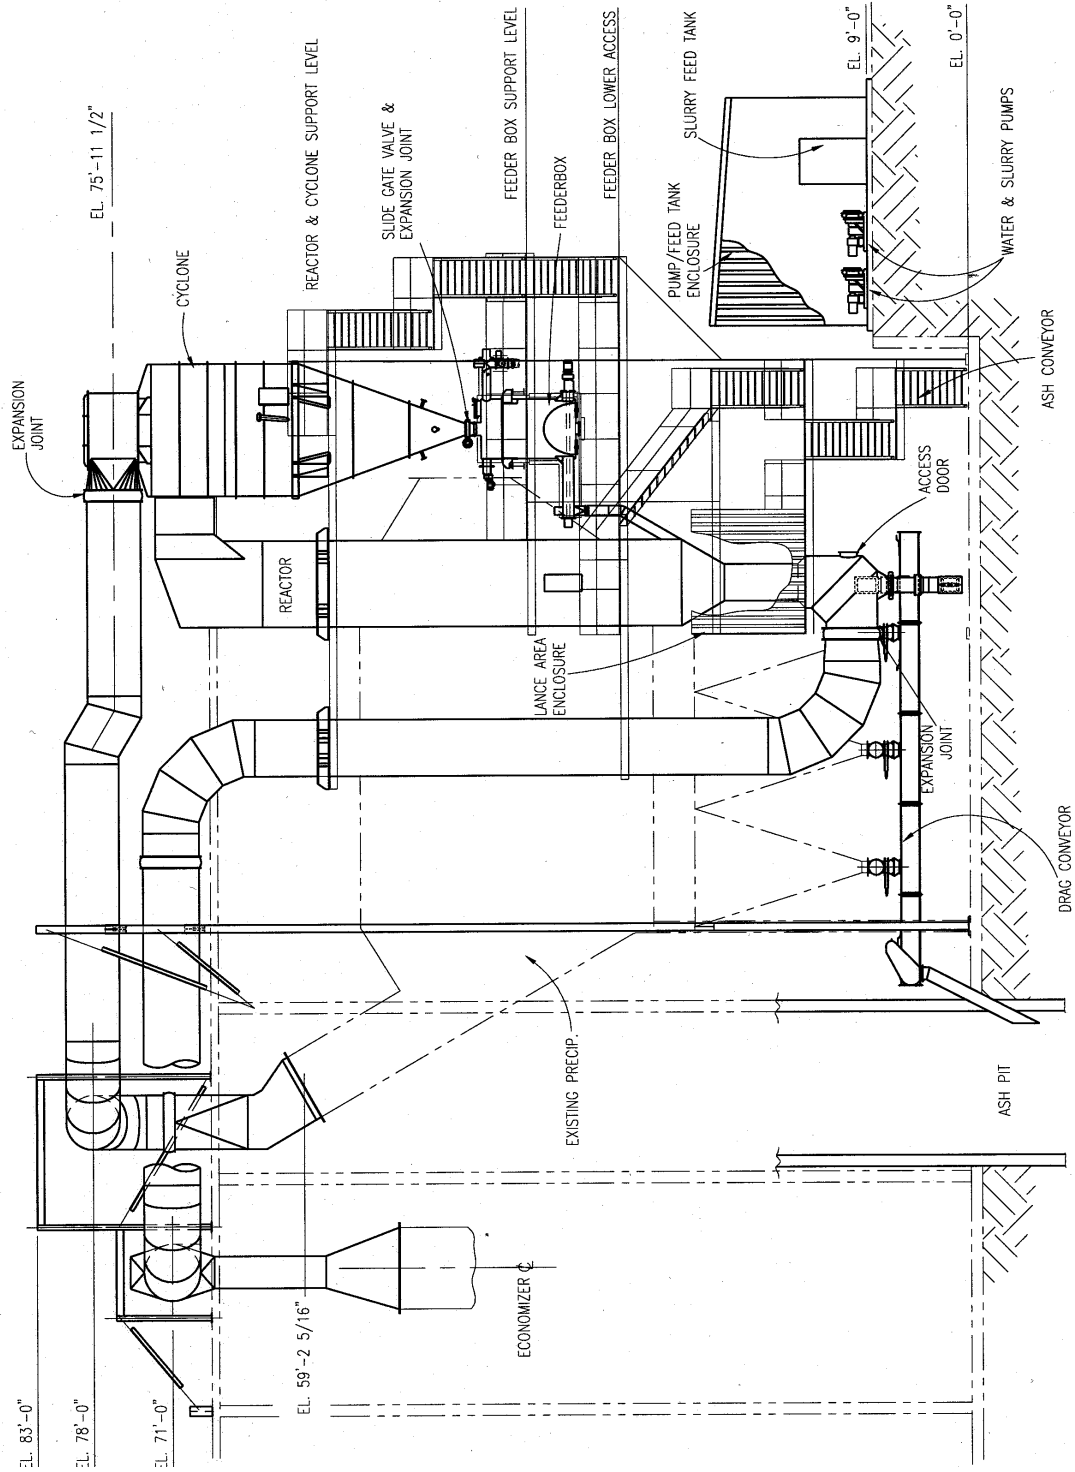 EL. 83'-0"
EL. 78'-0"
EL. 71'-0"
EL. 59'-2 5/16"
ECONOMIZER ℄
EXISTING PRECIP.
ASH PIT
EXPANSION
JOINT
EL. 75'-11 1/2"
CYCLONE
REACTOR & CYCLONE SUPPORT LEVEL
REACTOR
SLIDE GATE VALVE &
EXPANSION JOINT
FEEDER BOX SUPPORT LEVEL
FEEDERBOX
FEEDER BOX LOWER ACCESS
LANCE AREA
ENCLOSURE
PUMP/FEED TANK
ENCLOSURE
SLURRY FEED TANK
EL. 9'-0"
EL. 0'-0"
WATER & SLURRY PUMPS
ASH CONVEYOR
ACCESS
DOOR
EXPANSION
JOINT
DRAG CONVEYOR